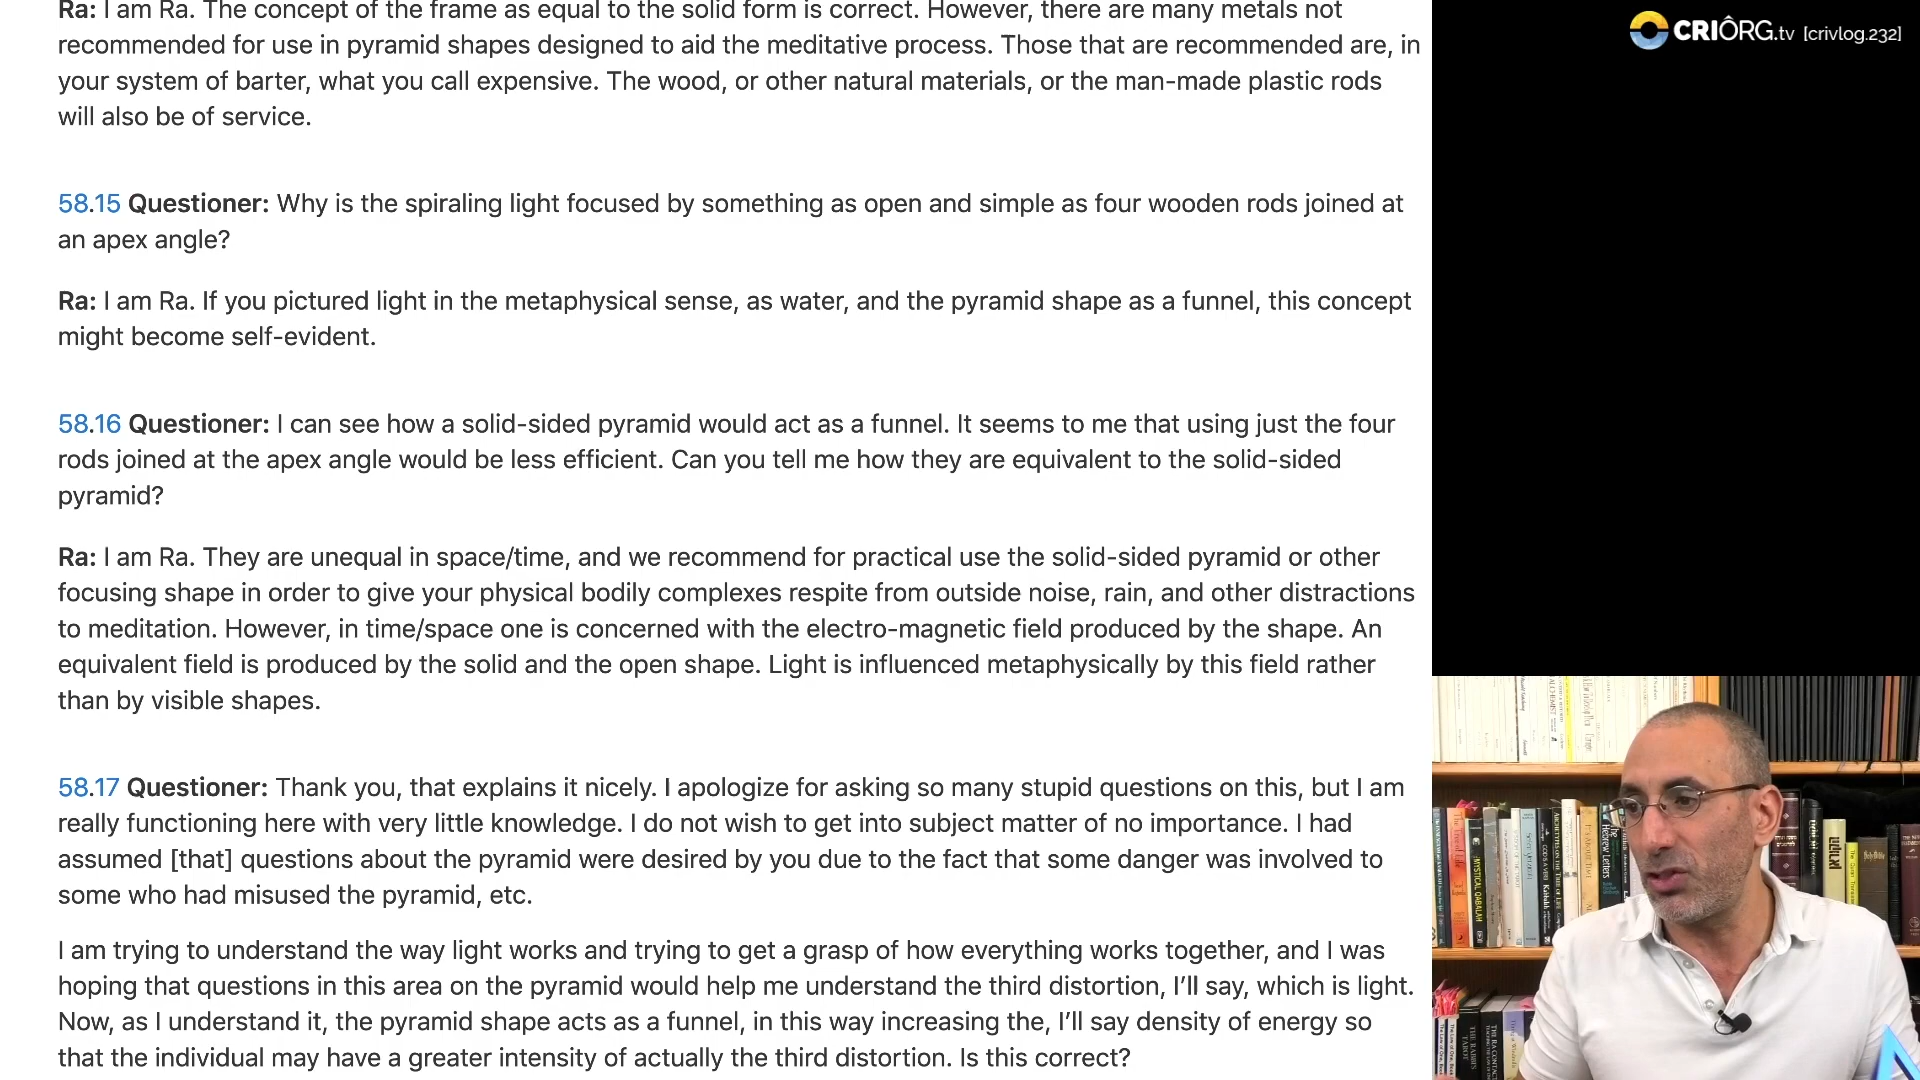 Ra: I am Ra. The concept of the frame as equal to the solid form is correct. However, there are many metals not
recommended for use in pyramid shapes designed to aid the meditative process. Those that are recommended are, in
your system of barter, what you call expensive. The wood, or other natural materials, or the man-made plastic rods
will also be of service.
58.15 Questioner: Why is the spiraling light focused by something as open and simple as four wooden rods joined at
an apex angle?
Ra: I am Ra. If you pictured light in the metaphysical sense, as water, and the pyramid shape as a funnel, this concept
might become self-evident.
58.16 Questioner: I can see how a solid-sided pyramid would act as a funnel. It seems to me that using just the four
rods joined at the apex angle would be less efficient. Can you tell me how they are equivalent to the solid-sided
pyramid?
Ra: I am Ra. They are unequal in space/time, and we recommend for practical use the solid-sided pyramid or other
focusing shape in order to give your physical bodily complexes respite from outside noise, rain, and other distractions
to meditation. However, in time/space one is concerned with the electro-magnetic field produced by the shape. An
equivalent field is produced by the solid and the open shape. Light is influenced metaphysically by this field rather
than by visible shapes.
58.17 Questioner: Thank you, that explains it nicely. I apologize for asking so many stupid questions on this, but I am
really functioning here with very little knowledge. I do not wish to get into subject matter of no importance. I had
assumed [that] questions about the pyramid were desired by you due to the fact that some danger was involved to
some who had misused the pyramid, etc.
I am trying to understand the way light works and trying to get a grasp of how everything works together, and I was
hoping that questions in this area on the pyramid would help me understand the third distortion, I'll say, which is light.
Now, as I understand it, the pyramid shape acts as a funnel, in this way increasing the, I'll say density of energy so
that the individual may have a greater intensity of actually the third distortion. Is this correct?
CRIÔRG.tv [crivlog.232]
MYSTICAL QABALAH
The Hebrew Letters
Holy Bible
THE RA CONTACT